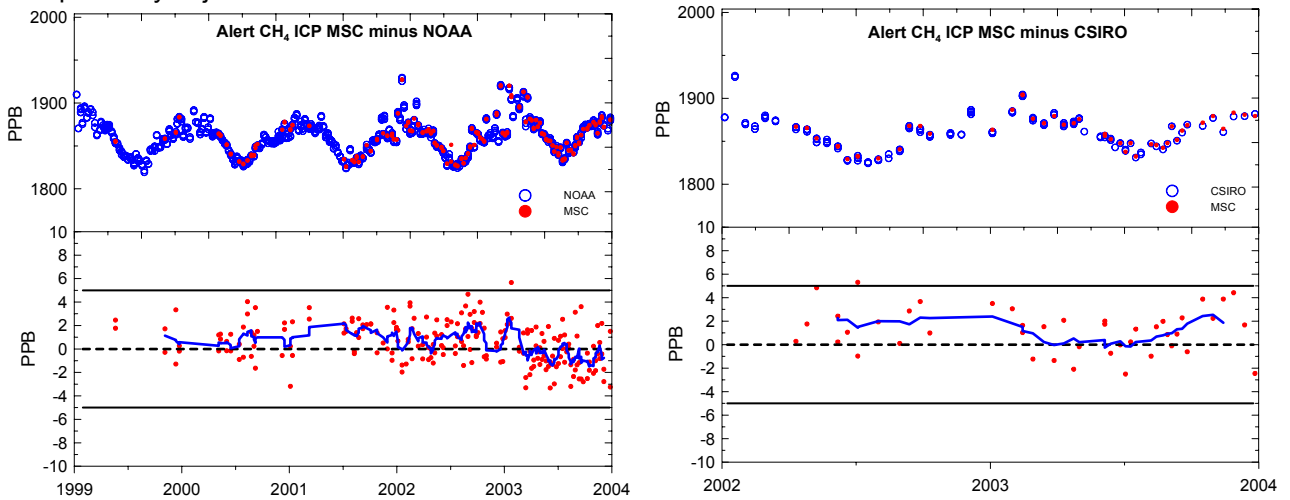 Alert CH4 ICP MSC minus NOAA
2000
1900
1800
PPB
NOAA
MSC
10
8
6
4
2
0
-2
-4
-6
-8
-10
PPB
1999 2000 2001 2002 2003 2004
Alert CH4 ICP MSC minus CSIRO
2000
1900
1800
PPB
CSIRO
MSC
10
8
6
4
2
0
-2
-4
-6
-8
-10
PPB
2002 2003 2004